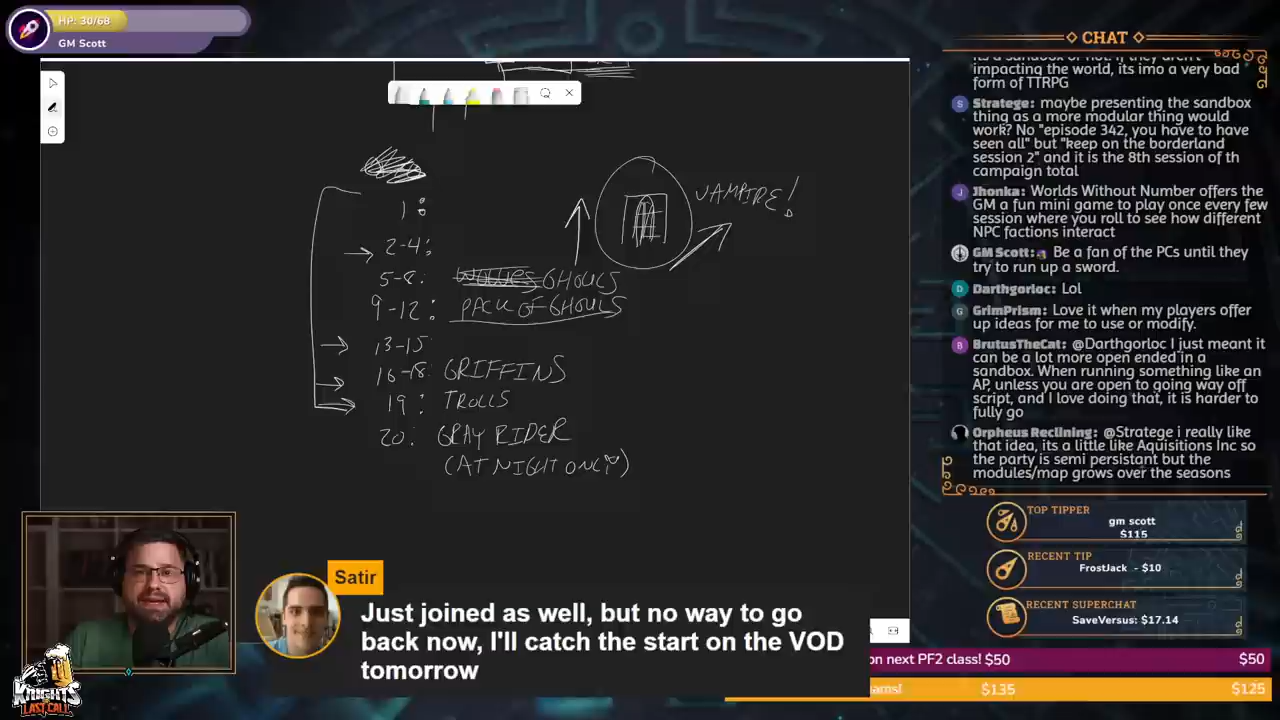 HP: 30/68
GM Scott
1:
2-4:
5-8: GHOULS
9-12: PACK OF GHOULS
13-15
16-18: GRIFFINS
19: TROLLS
20: GRAY RIDER
(AT NIGHT ONLY)
VAMPIRE!
CHAT
its a sandbox or not. If they aren't
impacting the world, its imo a very bad
form of TTRPG
S Stratege: maybe presenting the sandbox
thing as a more modular thing would
work? No "episode 342, you have to have
seen all" but "keep on the borderland
session 2" and it is the 8th session of th
campaign total
J Jhonka: Worlds Without Number offers the
GM a fun mini game to play once every few
session where you roll to see how different
NPC factions interact
GM Scott: Be a fan of the PCs until they
try to run up a sword.
D Darthgorloc: Lol
G GrimPrism: Love it when my players offer
up ideas for me to use or modify.
B BrutusTheCat: @Darthgorloc I just meant it
can be a lot more open ended in a
sandbox. When running something like an
AP, unless you are open to going way off
script, and I love doing that, it is harder to
fully go
Orpheus Reclining: @Stratege i really like
that idea, its a little like Aquisitions Inc so
the party is semi persistant but the
modules/map grows over the seasons
TOP TIPPER
gm scott
$115
RECENT TIP
FrostJack - $10
RECENT SUPERCHAT
SaveVersus: $17.14
on next PF2 class! $50 $50
ams! $135 $125
Satir
Just joined as well, but no way to go
back now, I'll catch the start on the VOD
tomorrow
KNIGHTS
LAST CALL